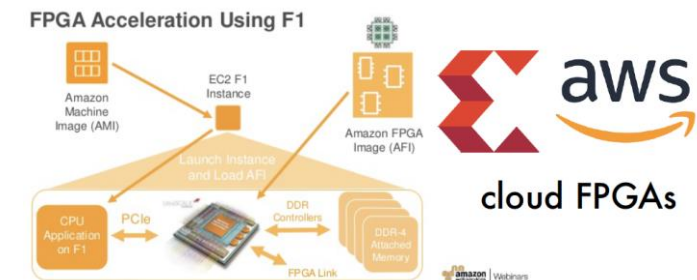 FPGA Acceleration Using F1
Amazon
Machine
Image (AMI)
EC2 F1
Instance
Amazon FPGA
Image (AFI)
Launch Instance
and Load AFI
CPU
Application
on F1
PCIe
DDR
Controllers
DDR-4
Attached
Memory
FPGA Link
aws
cloud FPGAs
amazon
Webinars